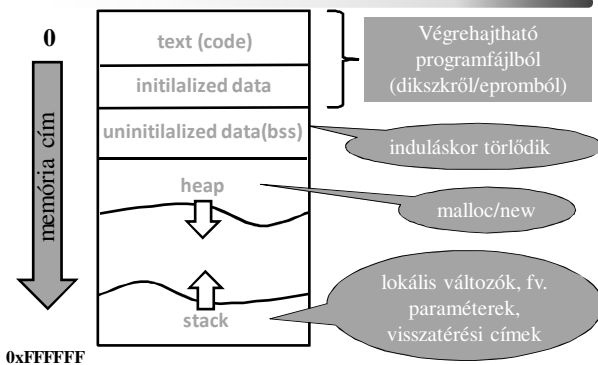 0
text (code)
initilalized data
uninitilalized data(bss)
heap
stack
memória cím
0xFFFFFF
Végrehajtható
programfájlból
(dikszkről/epromból)
induláskor törlődik
malloc/new
lokális változók, fv.
paraméterek,
visszatérési címek